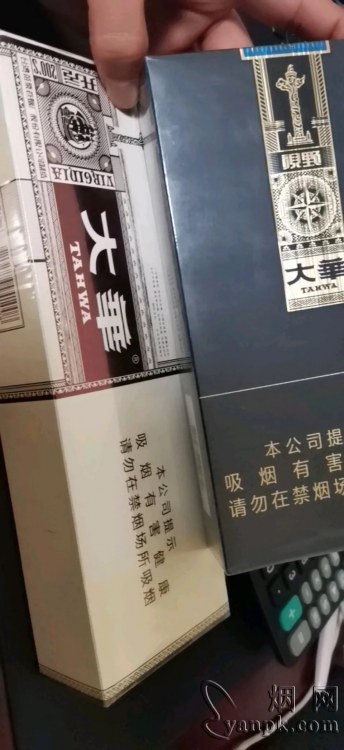 VIRGINIA
大華
TAHWA
®
本公司提示
吸烟有害健康
请勿在禁烟场所吸烟
視野
大華
TAHWA
本公司提
吸烟有害
请勿在禁烟场
烟网
yanpk.com